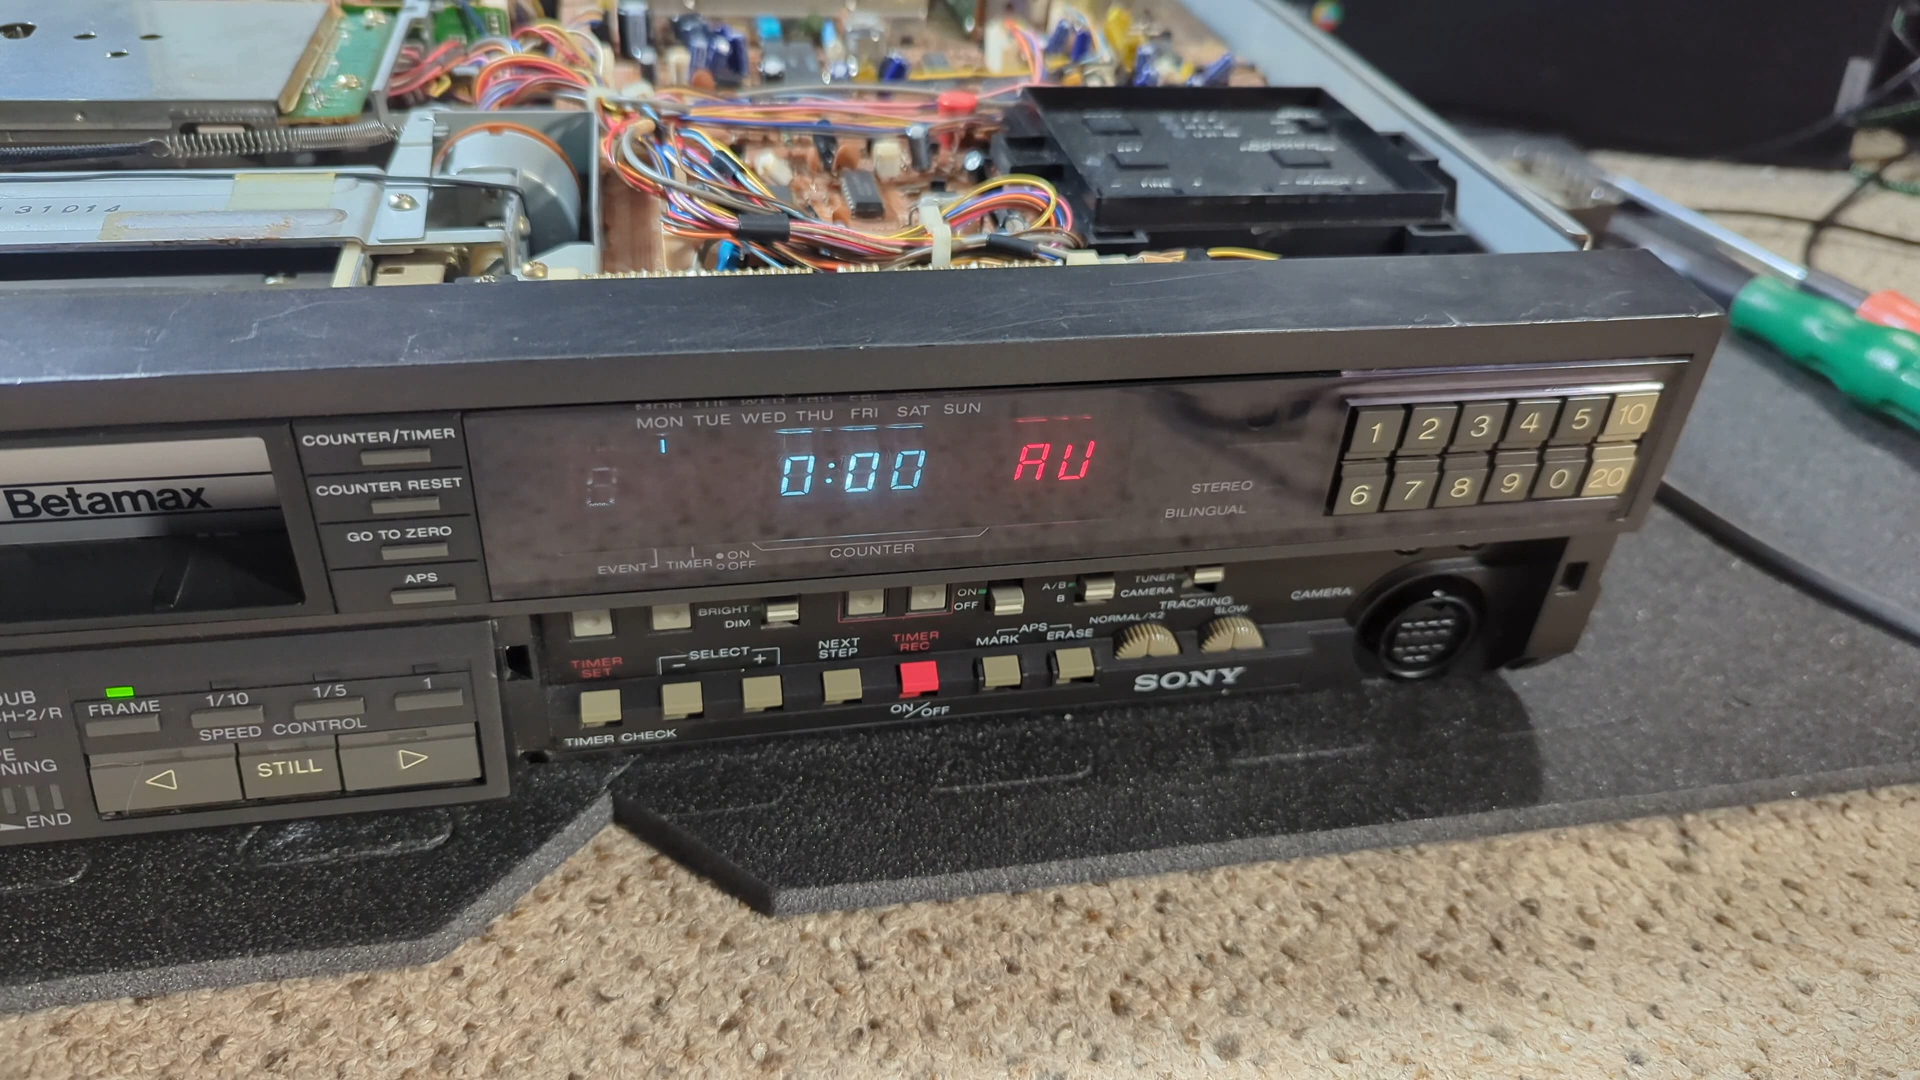 31014
FINE
MON TUE WED THU FRI SAT SUN
0:00
AU
STEREO
BILINGUAL
EVENT
TIMER ON
OFF
COUNTER
1 2 3 4 5 10
6 7 8 9 0 20
Betamax
COUNTER/TIMER
COUNTER RESET
GO TO ZERO
APS
BRIGHT
DIM
ON
OFF
A/B
B
TUNER
CAMERA
TRACKING
NORMAL/X2
SLOW
CAMERA
TIMER
SET
SELECT
- +
NEXT
STEP
TIMER
REC
APS
MARK ERASE
SONY
ON/OFF
TIMER CHECK
DUB
CH-2/R
FRAME 1/10 1/5 1
SPEED CONTROL
STILL
END